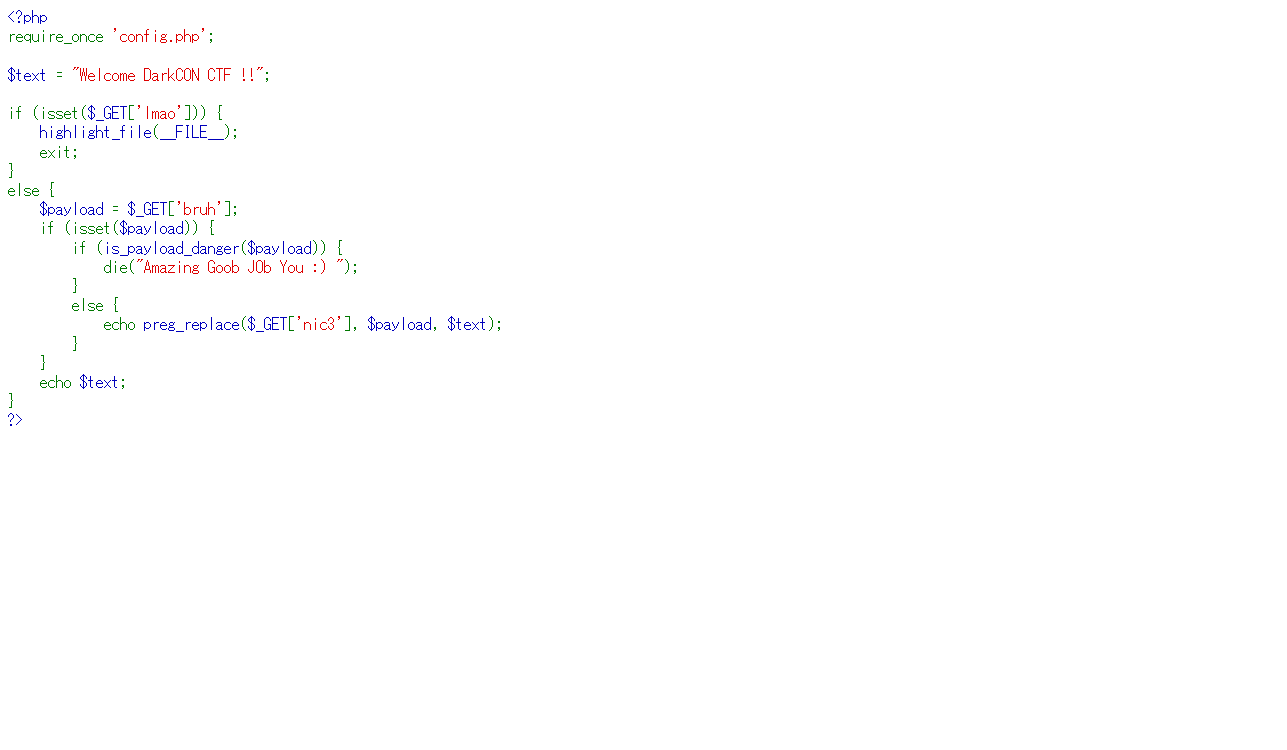 <?php
require_once 'config.php';

$text = "Welcome DarkCON CTF !!";

if (isset($_GET['lmao'])) {
    highlight_file(__FILE__);
    exit;
}
else {
    $payload = $_GET['bruh'];
    if (isset($payload)) {
        if (is_payload_danger($payload)) {
            die("Amazing Goob JOb You :) ");
        }
        else {
            echo preg_replace($_GET['nic3'], $payload, $text);
        }
    }
    echo $text;
}
?>